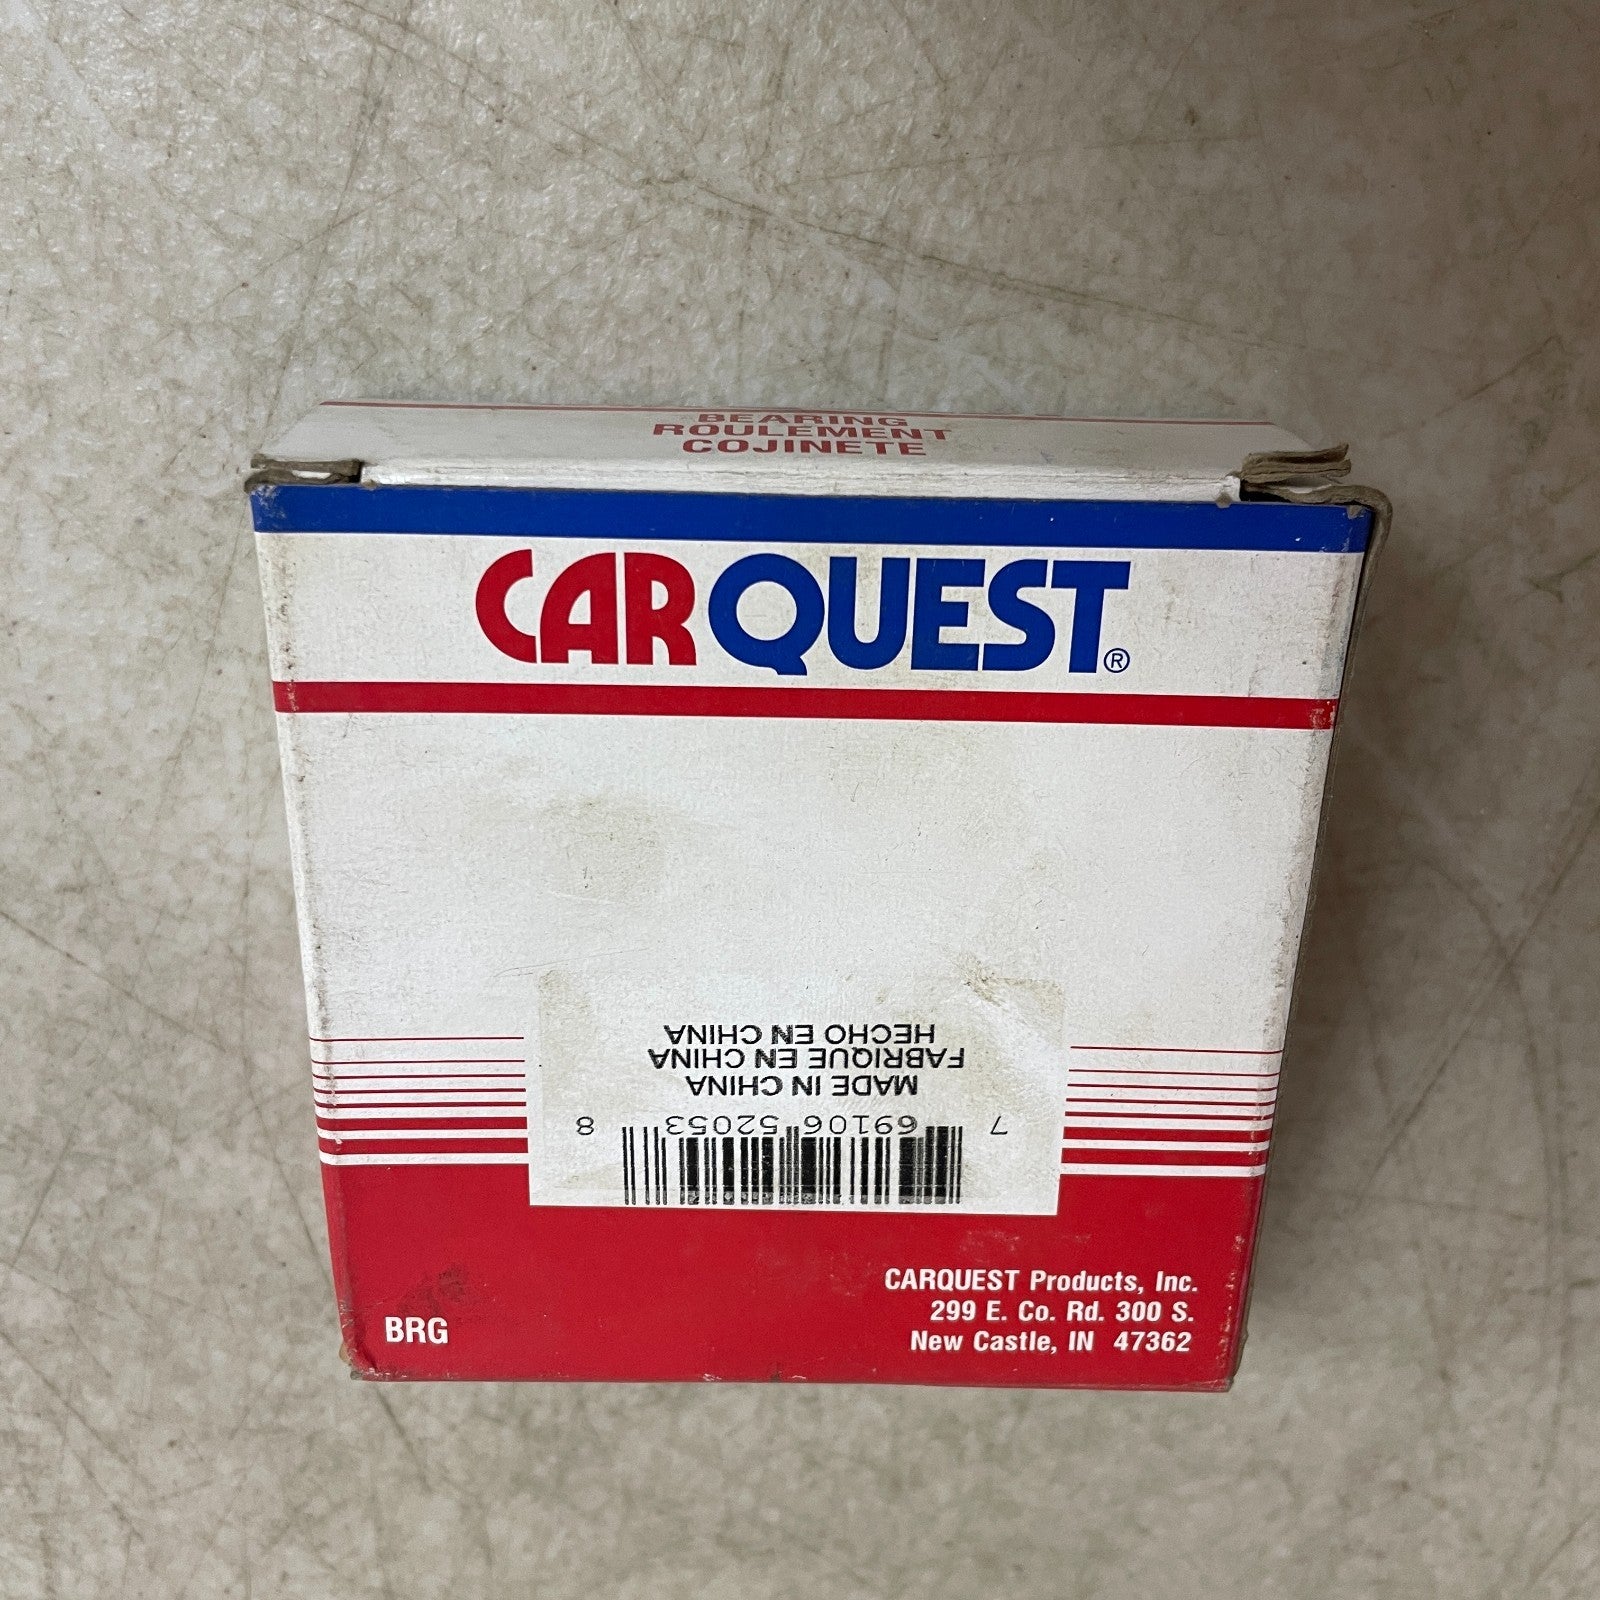 BEARING
ROULEMENT
COJINETE
CARQUEST®
MADE IN CHINA
FABRIQUE EN CHINA
HECHO EN CHINA
7 69106 52053 8
BRG
CARQUEST Products, Inc.
299 E. Co. Rd. 300 S.
New Castle, IN 47362